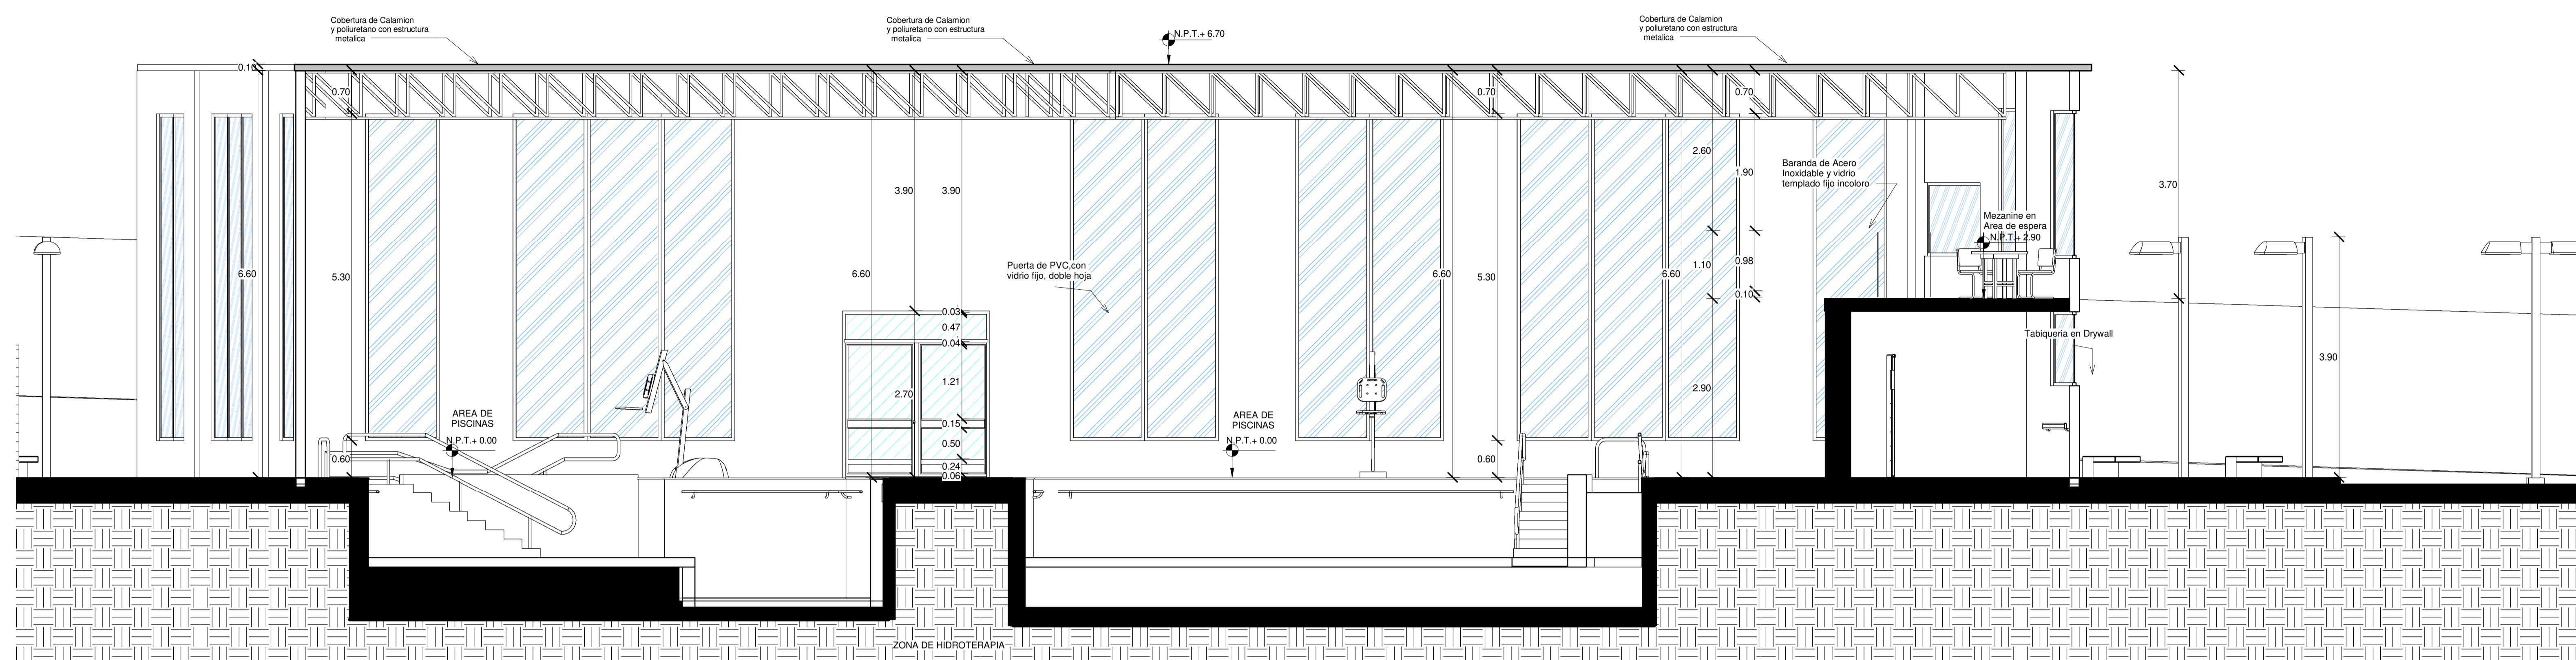 Cobertura de Calamion
y poliuretano con estructura
metalica
Cobertura de Calamion
y poliuretano con estructura
metalica
N.P.T.+ 6.70
Cobertura de Calamion
y poliuretano con estructura
metalica
0.10
0.70
0.70
0.70
2.60
1.90
Baranda de Acero
Inoxidable y vidrio
templado fijo incoloro
3.90
3.90
3.70
Mezanine en
Area de espera
N.P.T.+ 2.90
6.60
5.30
6.60
Puerta de PVC,con
vidrio fijo, doble hoja
6.60
5.30
6.60
1.10
0.98
0.10
0.03
0.47
0.04
Tabiqueria en Drywall
3.90
1.21
2.70
2.90
AREA DE
PISCINAS
N.P.T.+ 0.00
0.15
0.50
AREA DE
PISCINAS
N.P.T.+ 0.00
0.60
0.24
0.06
0.60
ZONA DE HIDROTERAPIA